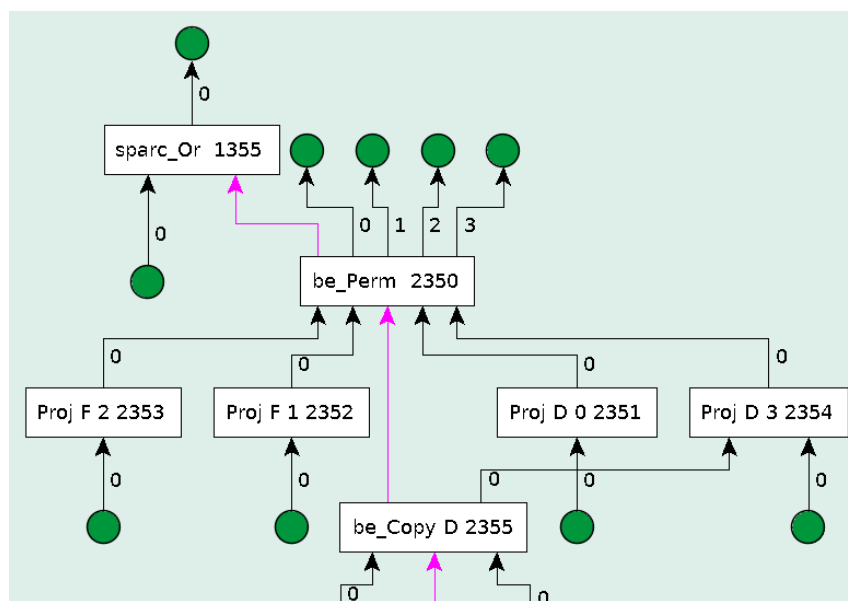 0
sparc_Or 1355
0
0 1 2 3
be_Perm 2350
0 0 0 0
Proj F 2 2353
Proj F 1 2352
Proj D 0 2351
Proj D 3 2354
0 0 0 0 0
be_Copy D 2355
0 0